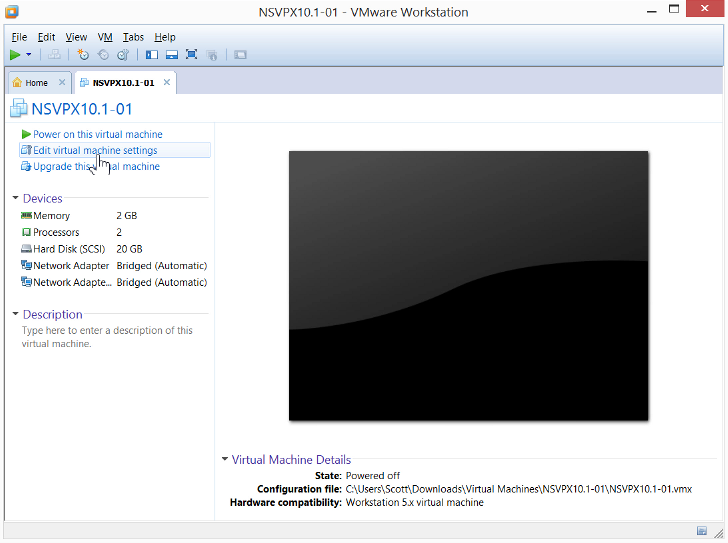 NSVPX10.1-01 - VMware Workstation
File Edit View VM Tabs Help
Home NSVPX10.1-01
NSVPX10.1-01
Power on this virtual machine
Edit virtual machine settings
Upgrade this machine
Devices
Memory 2 GB
Processors 2
Hard Disk (SCSI) 20 GB
Network Adapter Bridged (Automatic)
Network Adapte... Bridged (Automatic)
Description
Type here to enter a description of this
virtual machine.
Virtual Machine Details
State: Powered off
Configuration file: C:\Users\Scott\Downloads\Virtual Machines\NSVPX10.1-01\NSVPX10.1-01.vmx
Hardware compatibility: Workstation 5.x virtual machine